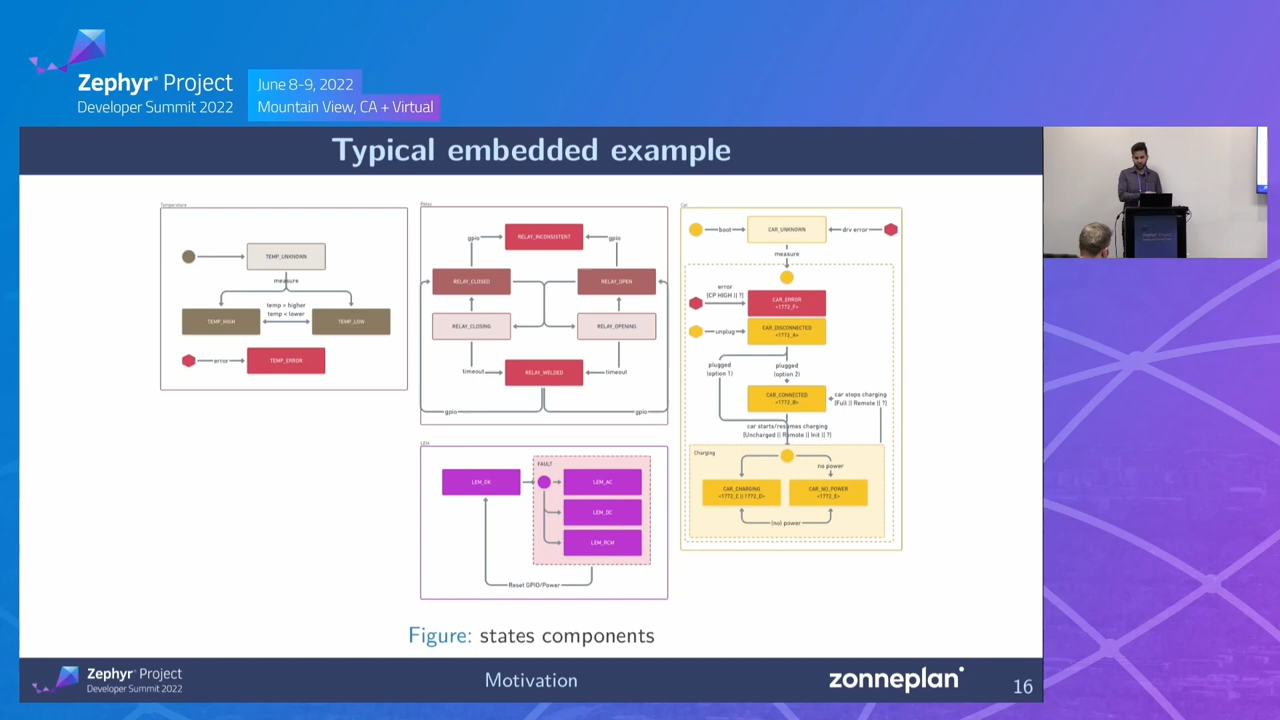 Zephyr® Project
Developer Summit 2022
June 8-9, 2022
Mountain View, CA + Virtual
Typical embedded example
Temperature
TEMP_UNKNOWN
measure
temp > higher
temp < lower
TEMP_HIGH
TEMP_LOW
error
TEMP_ERROR
Relay
gpio
RELAY_INCONSISTENT
gpio
RELAY_CLOSED
RELAY_OPEN
RELAY_CLOSING
RELAY_OPENING
timeout
RELAY_WELDED
timeout
gpio
gpio
LEM
LEM_OK
FAULT
LEM_AC
LEM_DC
LEM_RCM
Reset GPIO/Power
Car
boot
CAR_UNKNOWN
drv error
measure
error
[CP HIGH || ?]
CAR_ERROR
<1772_F>
unplug
CAR_DISCONNECTED
<1772_A>
plugged
(option 1)
plugged
(option 2)
CAR_CONNECTED
<1772_B>
car stops charging
[Full || Remote || ?]
car starts/resumes charging
[Uncharged || Remote || Init || ?]
Charging
no power
CAR_CHARGING
<1772_C || 1772_D>
CAR_NO_POWER
<1772_E>
(no) power
Figure: states components
Zephyr® Project
Developer Summit 2022
Motivation
zonneplan
16